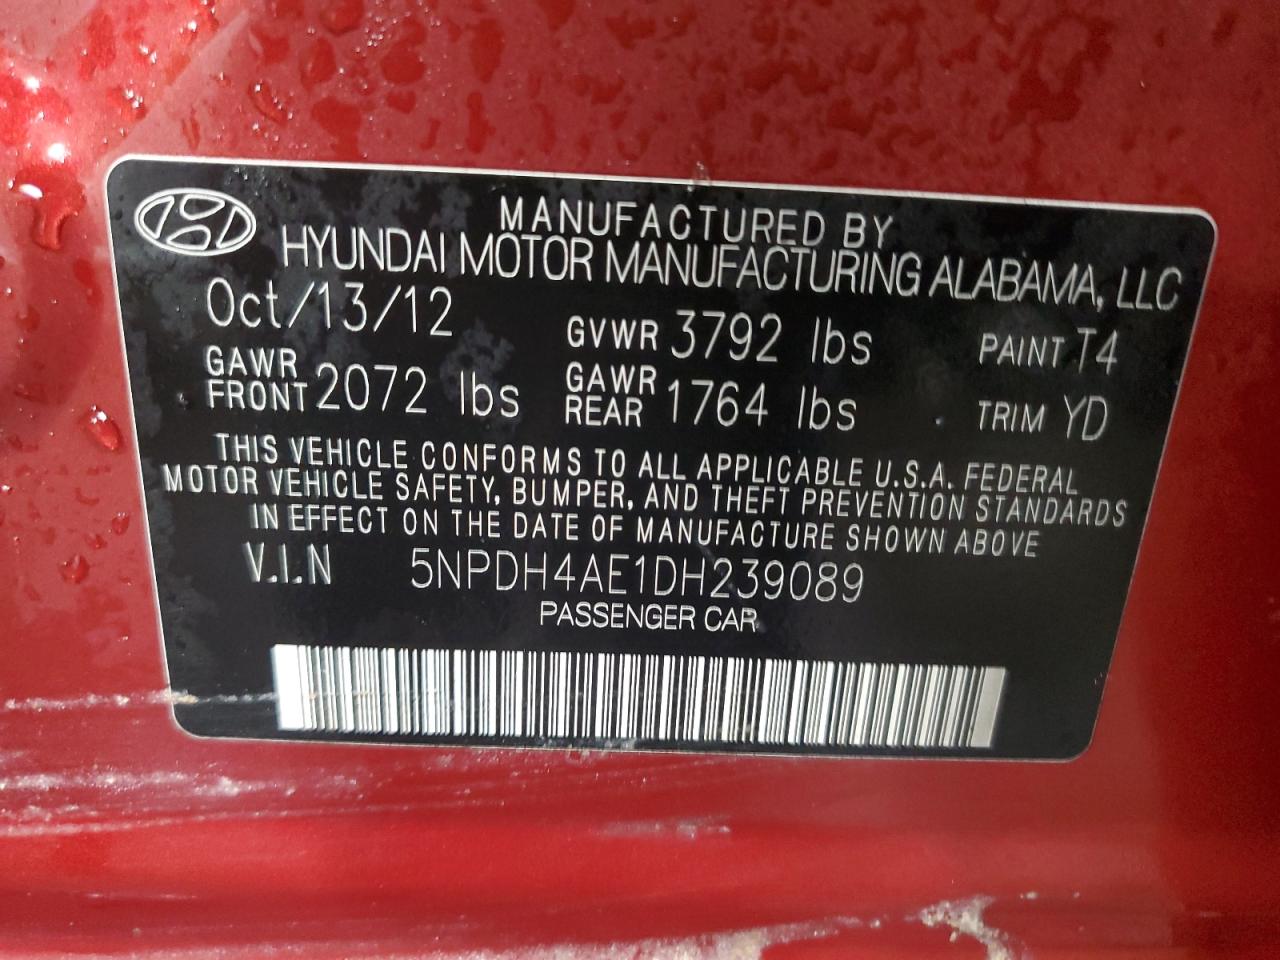 MANUFACTURED BY
HYUNDAI MOTOR MANUFACTURING ALABAMA, LLC
Oct/13/12 GVWR 3792 lbs PAINT T4
GAWR FRONT 2072 lbs GAWR REAR 1764 lbs TRIM YD
THIS VEHICLE CONFORMS TO ALL APPLICABLE U.S.A. FEDERAL
MOTOR VEHICLE SAFETY, BUMPER, AND THEFT PREVENTION STANDARDS
IN EFFECT ON THE DATE OF MANUFACTURE SHOWN ABOVE
V.I.N 5NPDH4AE1DH239089
PASSENGER CAR